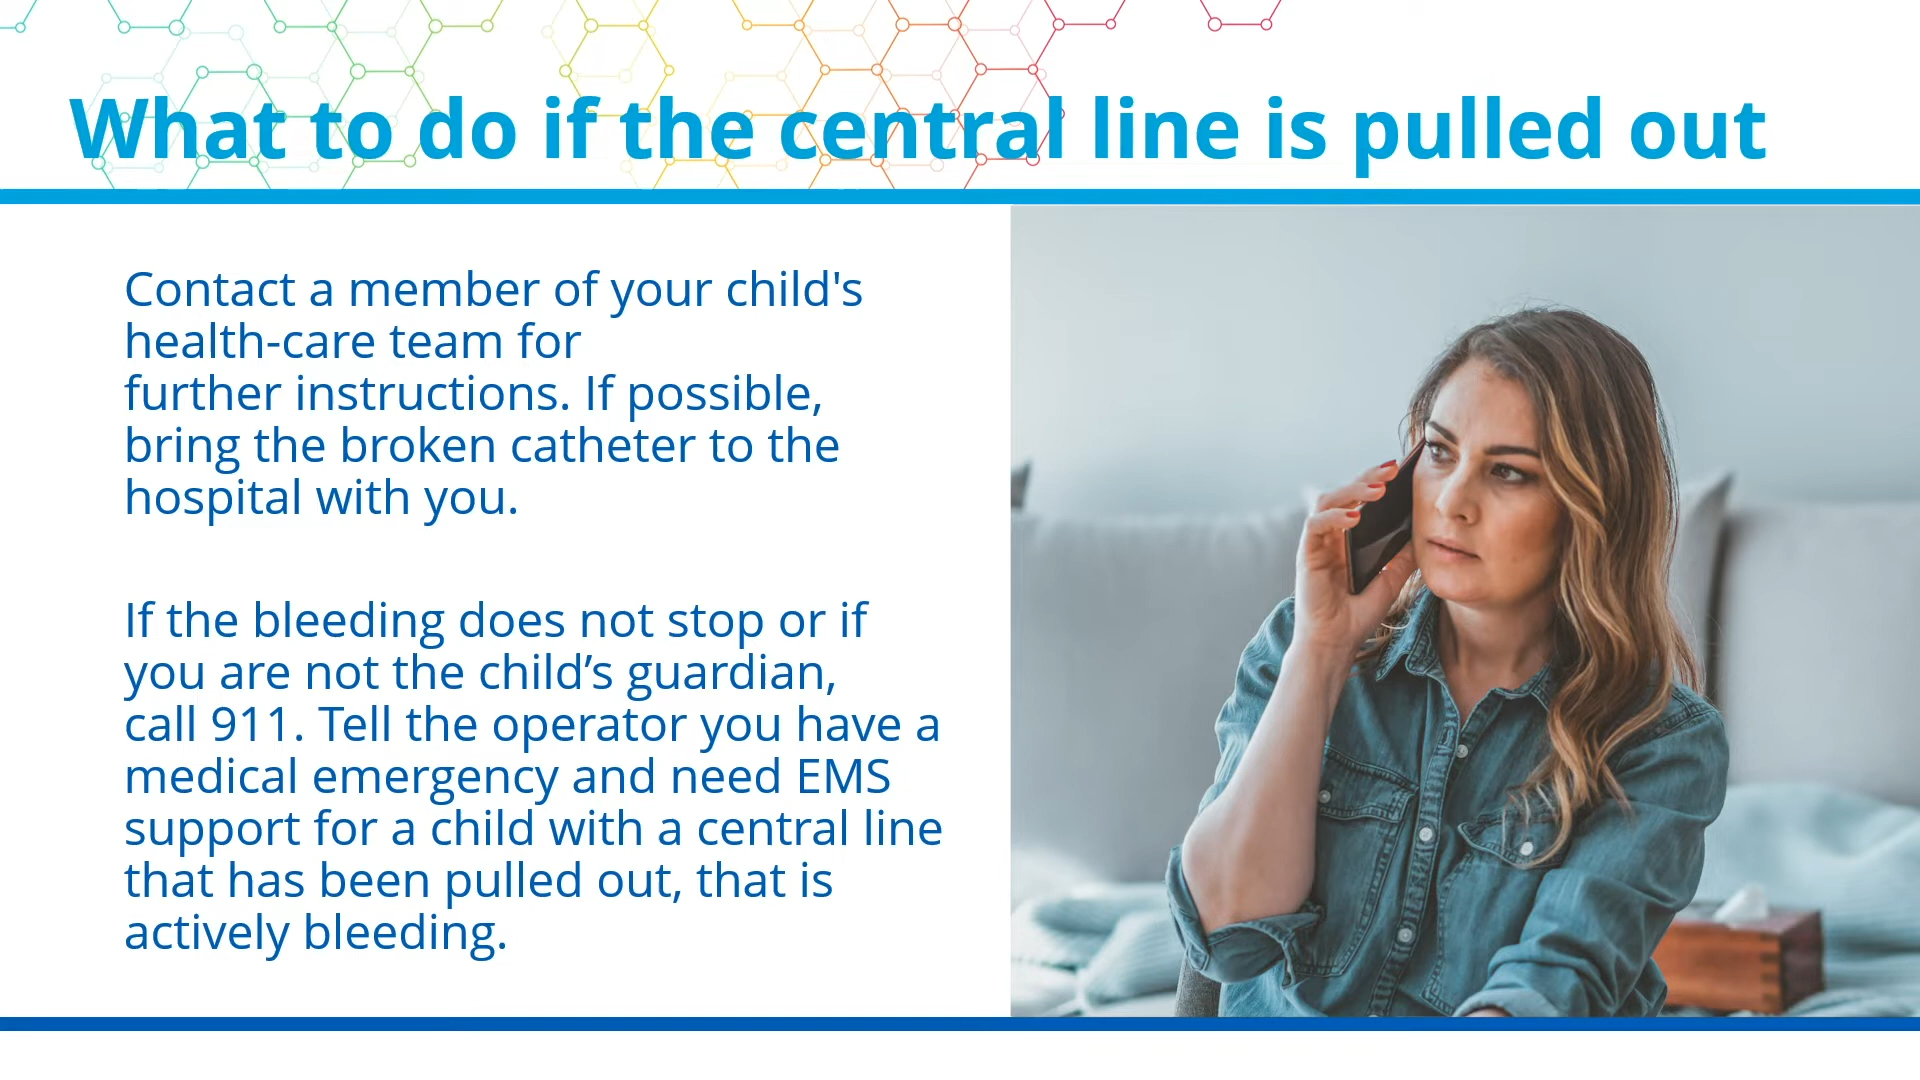 What to do if the central line is pulled out
Contact a member of your child's
health-care team for
further instructions. If possible,
bring the broken catheter to the
hospital with you.
If the bleeding does not stop or if
you are not the child’s guardian,
call 911. Tell the operator you have a
medical emergency and need EMS
support for a child with a central line
that has been pulled out, that is
actively bleeding.